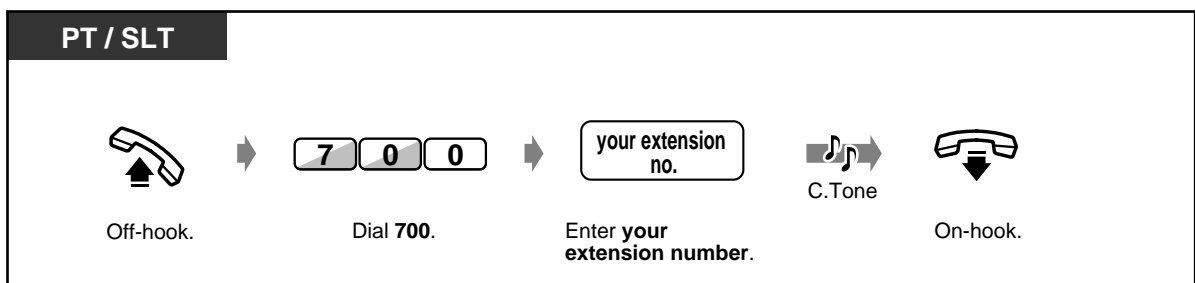 PT / SLT
7 0 0
your extension
no.
C.Tone
Off-hook.
Dial 700.
Enter your
extension number.
On-hook.